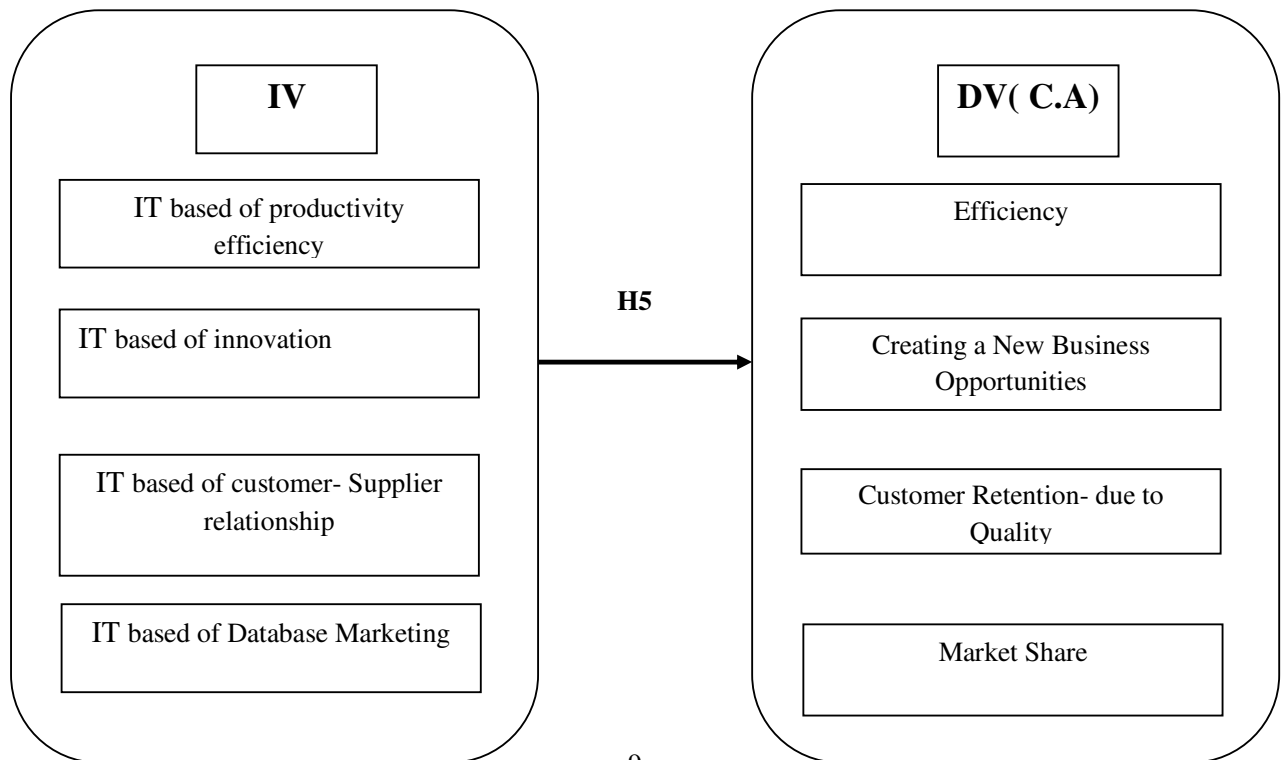 IV
IT based of productivity
efficiency
IT based of innovation
IT based of customer- Supplier
relationship
IT based of Database Marketing
H5
DV( C.A)
Efficiency
Creating a New Business
Opportunities
Customer Retention- due to
Quality
Market Share